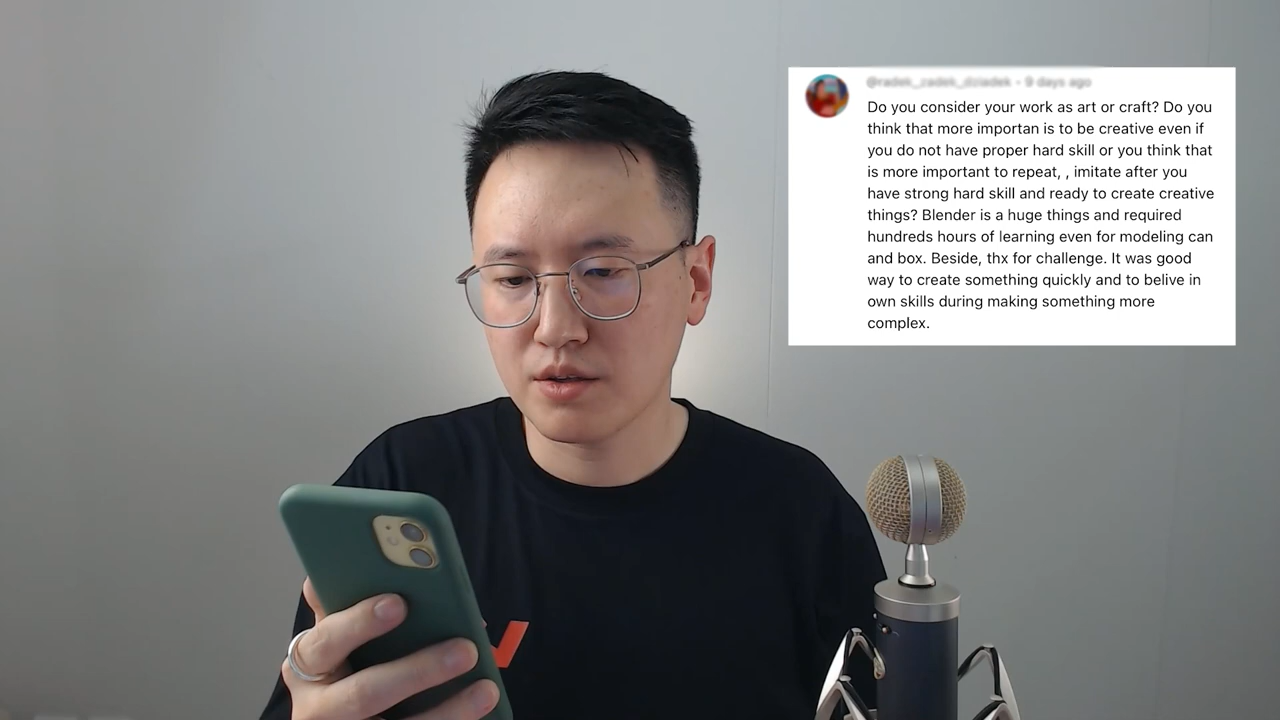 Do you consider your work as art or craft? Do you
think that more importan is to be creative even if
you do not have proper hard skill or you think that
is more important to repeat, , imitate after you
have strong hard skill and ready to create creative
things? Blender is a huge things and required
hundreds hours of learning even for modeling can
and box. Beside, thx for challenge. It was good
way to create something quickly and to belive in
own skills during making something more
complex.